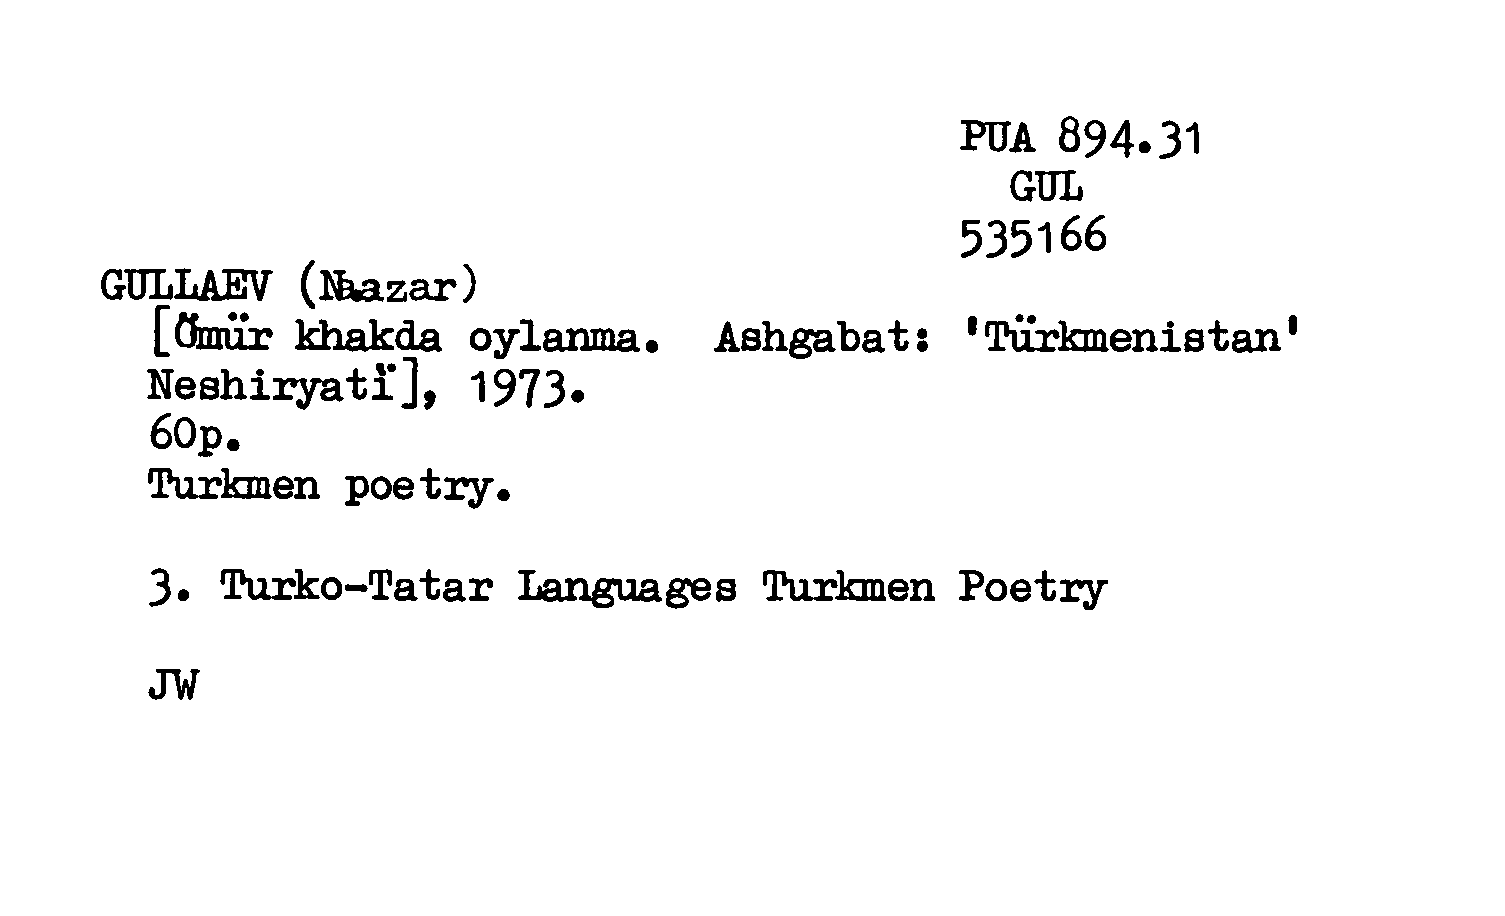 PUA 894.31
GUL
535166
GULLAEV (Nazar)
[Ömür khakda oylanma. Ashgabat: 'Türkmenistan'
Neshiryatï], 1973.
60p.
Turkmen poetry.
3. Turko-Tatar Languages Turkmen Poetry
JW